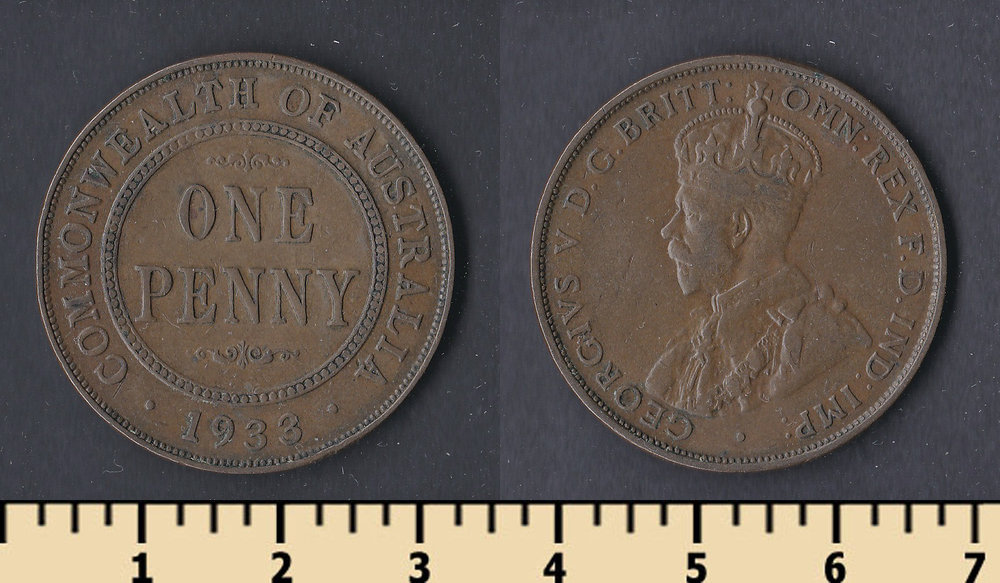 COMMONWEALTH OF AUSTRALIA
ONE
PENNY
· 1933 ·
GEORGIVS V D.G.BRITT: OMN: REX F.D. IND: IMP:
1 2 3 4 5 6 7